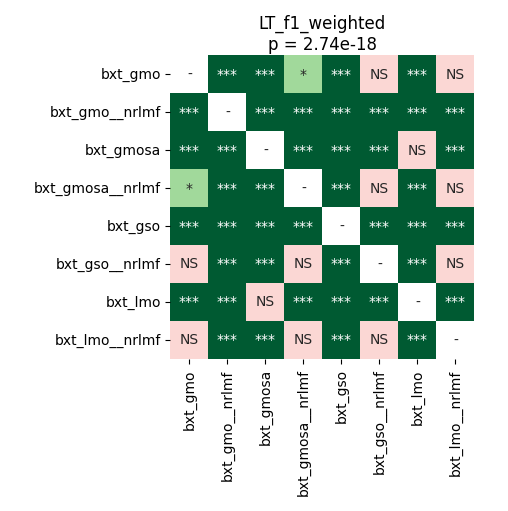 LT_f1_weighted
p = 2.74e-18
bxt_gmo - *** *** * *** NS *** NS
bxt_gmo__nrlmf *** - *** *** *** *** *** ***
bxt_gmosa *** *** - *** *** *** NS ***
bxt_gmosa__nrlmf * *** *** - *** NS *** NS
bxt_gso *** *** *** *** - *** *** ***
bxt_gso__nrlmf NS *** *** NS *** - *** NS
bxt_lmo *** *** NS *** *** *** - ***
bxt_lmo__nrlmf NS *** *** NS *** NS *** -
bxt_gmo
bxt_gmo__nrlmf
bxt_gmosa
bxt_gmosa__nrlmf
bxt_gso
bxt_gso__nrlmf
bxt_lmo
bxt_lmo__nrlmf